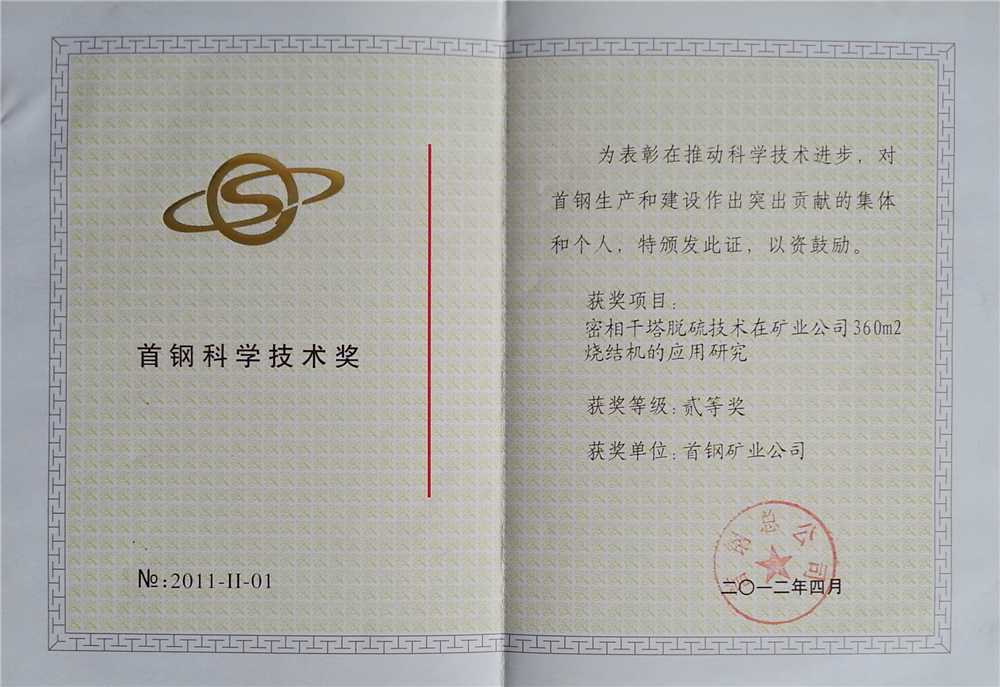 首钢科学技术奖
№:2011-II-01
为表彰在推动科学技术进步，对
首钢生产和建设作出突出贡献的集体
和个人，特颁发此证，以资鼓励。
获奖项目：
密相干塔脱硫技术在矿业公司360m2
烧结机的应用研究
获奖等级：贰等奖
获奖单位：首钢矿业公司
首钢总公司
二〇一二年四月